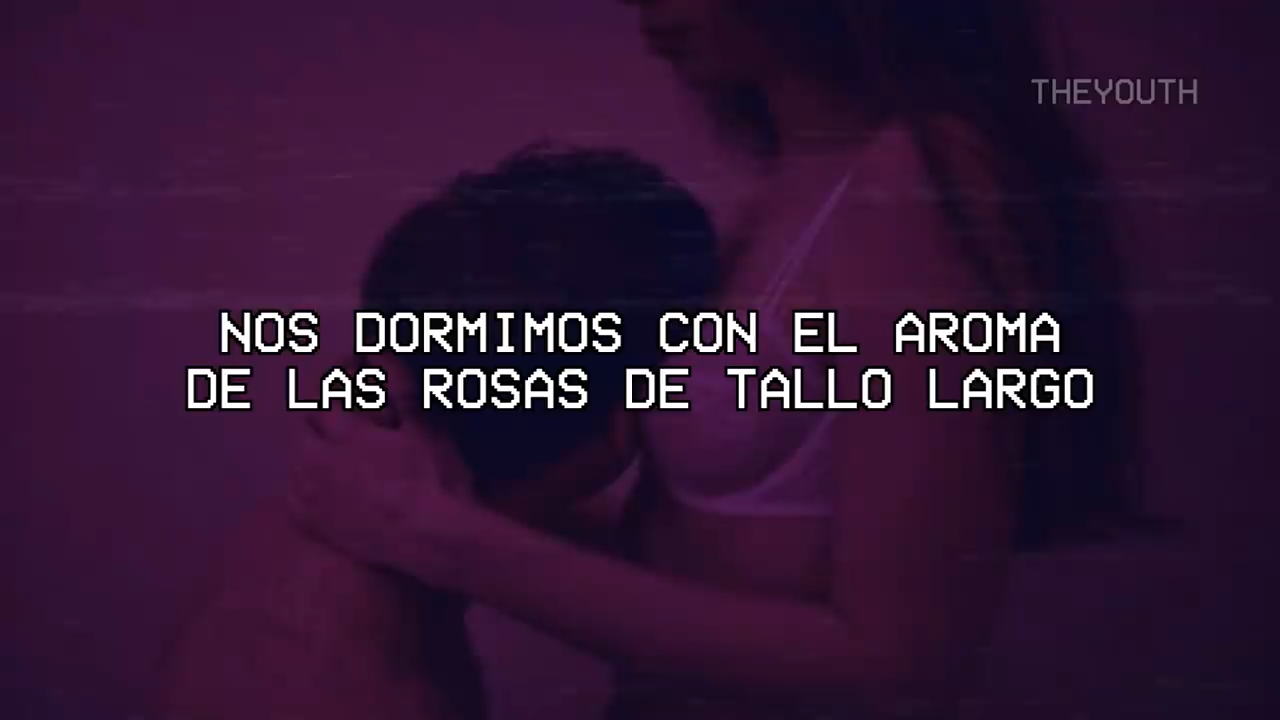 THEYOUTH
NOS DORMIMOS CON EL AROMA
DE LAS ROSAS DE TALLO LARGO